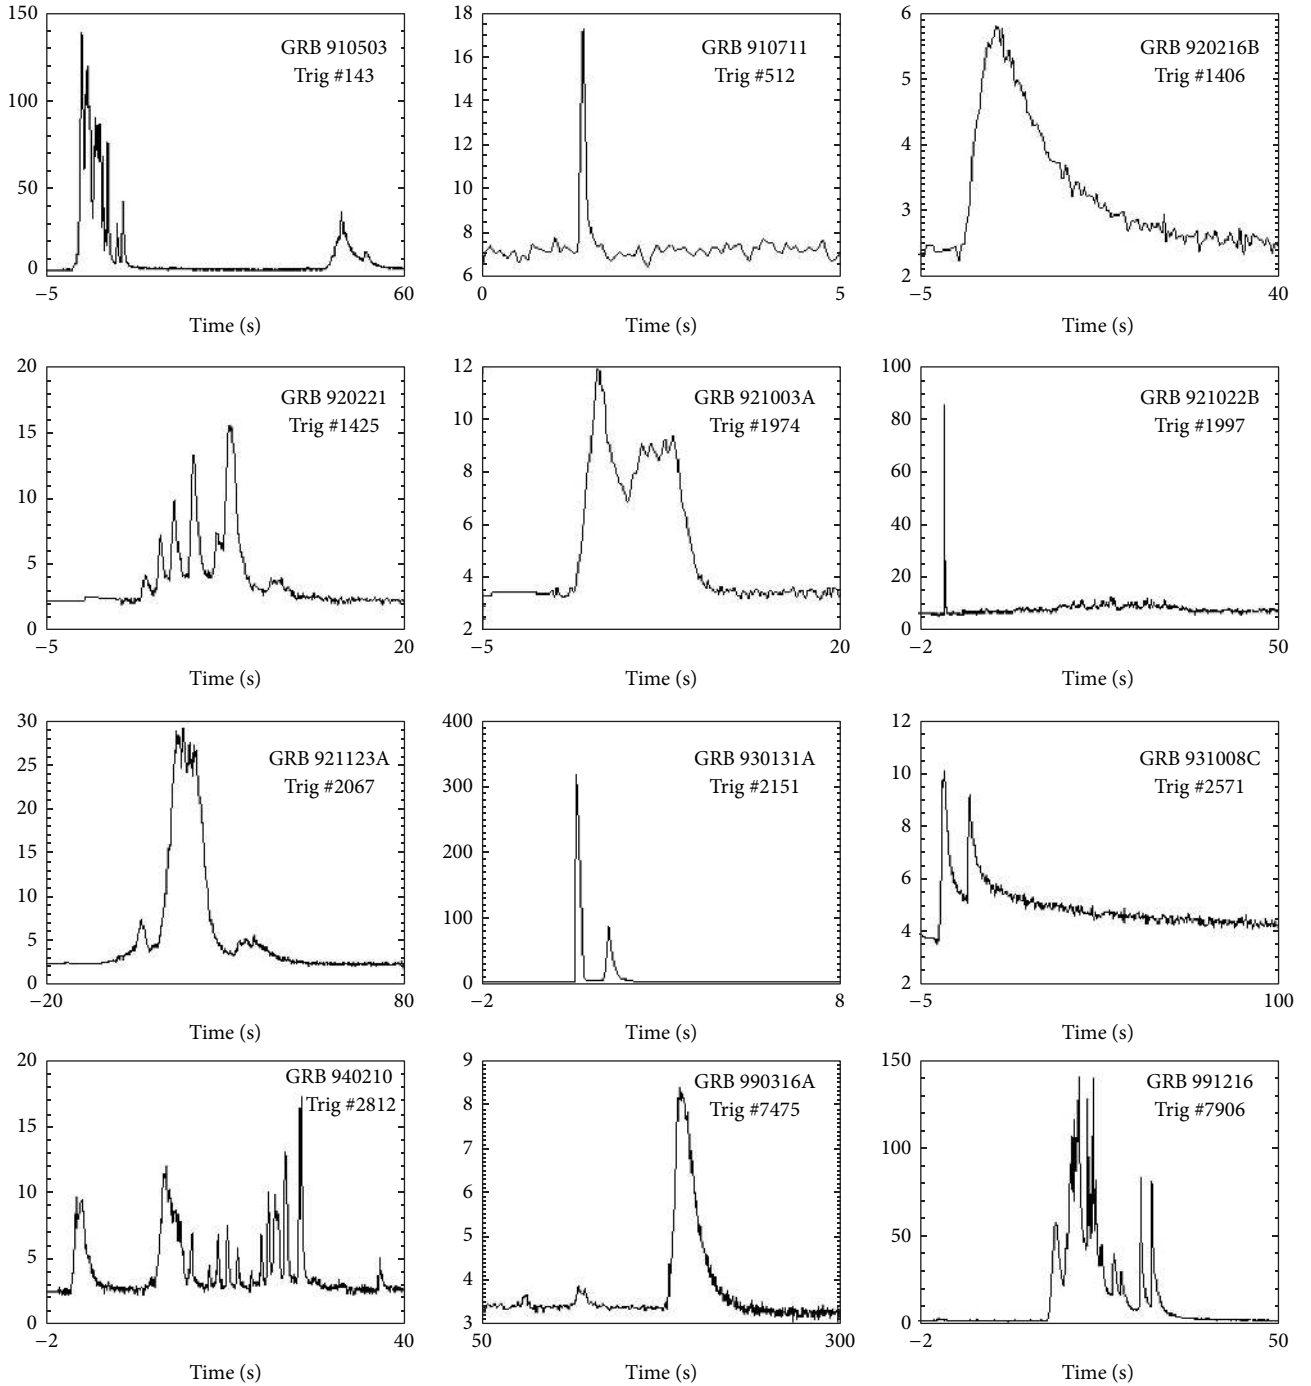 150
100
50
0
−5
60
Time (s)
GRB 910503
Trig #143
18
16
14
12
10
8
6
0
5
Time (s)
GRB 910711
Trig #512
6
5
4
3
2
−5
40
Time (s)
GRB 920216B
Trig #1406
20
15
10
5
0
−5
20
Time (s)
GRB 920221
Trig #1425
12
10
8
6
4
2
−5
20
Time (s)
GRB 921003A
Trig #1974
100
80
60
40
20
0
−2
50
Time (s)
GRB 921022B
Trig #1997
30
25
20
15
10
5
0
−20
80
Time (s)
GRB 921123A
Trig #2067
400
300
200
100
0
−2
8
Time (s)
GRB 930131A
Trig #2151
12
10
8
6
4
2
−5
100
Time (s)
GRB 931008C
Trig #2571
20
15
10
5
0
−2
40
Time (s)
GRB 940210
Trig #2812
9
8
7
6
5
4
3
50
300
Time (s)
GRB 990316A
Trig #7475
150
100
50
0
−2
50
Time (s)
GRB 991216
Trig #7906